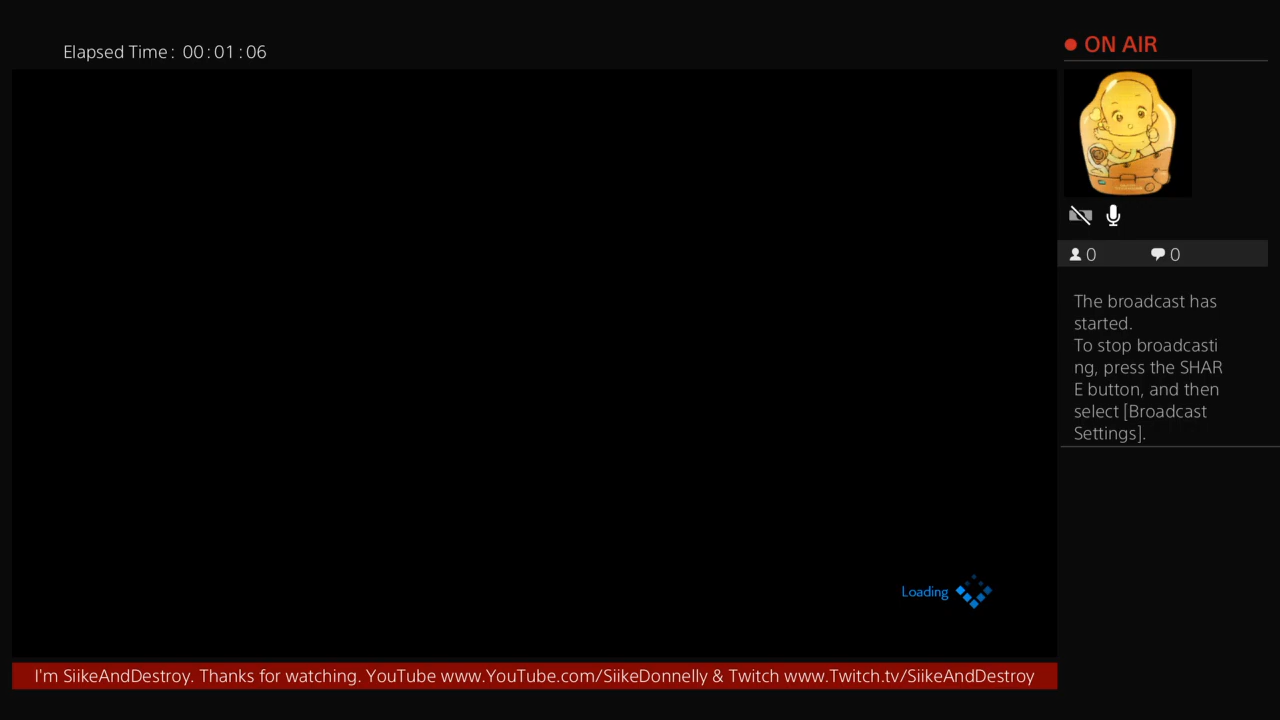 Elapsed Time: 00:01:06
ON AIR
0 0
The broadcast has
started.
To stop broadcasti
ng, press the SHAR
E button, and then
select [Broadcast
Settings].
Loading
I'm SiikeAndDestroy. Thanks for watching. YouTube www.YouTube.com/SiikeDonnelly & Twitch www.Twitch.tv/SiikeAndDestroy